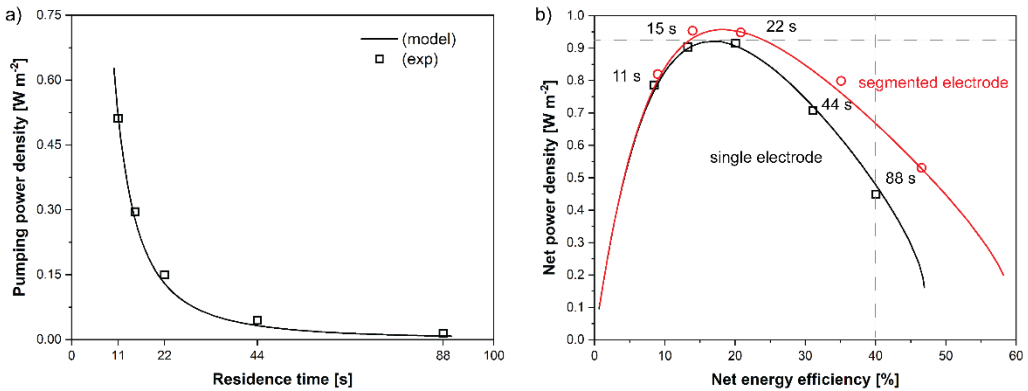 a)
Pumping power density [W m-2]
0.75
0.60
0.45
0.30
0.15
0.00
0
11
22
44
88
100
Residence time [s]
(model)
(exp)
b)
Net power density [W m-2]
1.0
0.9
0.8
0.7
0.6
0.5
0.4
0.3
0.2
0.1
0
10
20
30
40
50
60
Net energy efficiency [%]
15 s
22 s
11 s
segmented electrode
44 s
single electrode
88 s